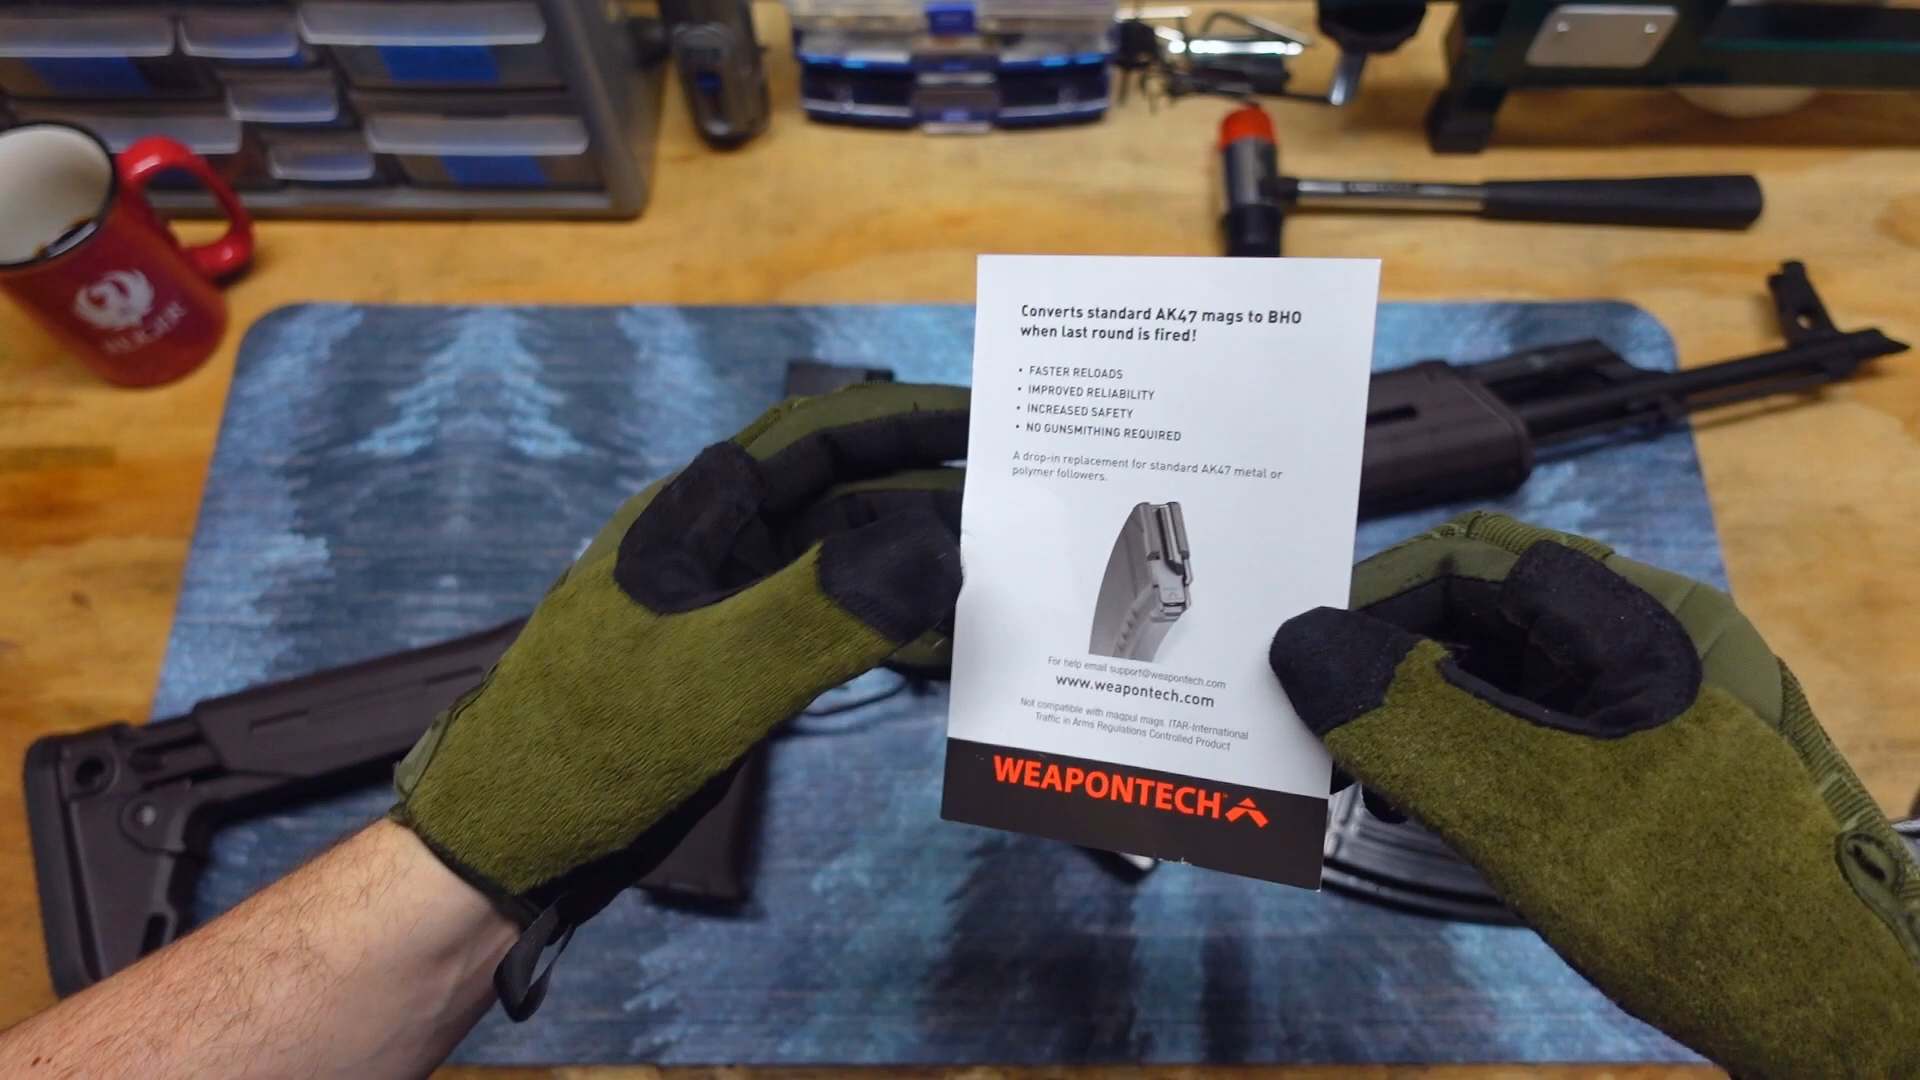 Converts standard AK47 mags to BHO
when last round is fired!
• FASTER RELOADS
• IMPROVED RELIABILITY
• INCREASED SAFETY
• NO GUNSMITHING REQUIRED
A drop-in replacement for standard AK47 metal or
polymer followers.
For help email support@weapontech.com
www.weapontech.com
Not compatible with magpul mags. ITAR-International
Traffic in Arms Regulations Controlled Product
WEAPONTECH
RUGER